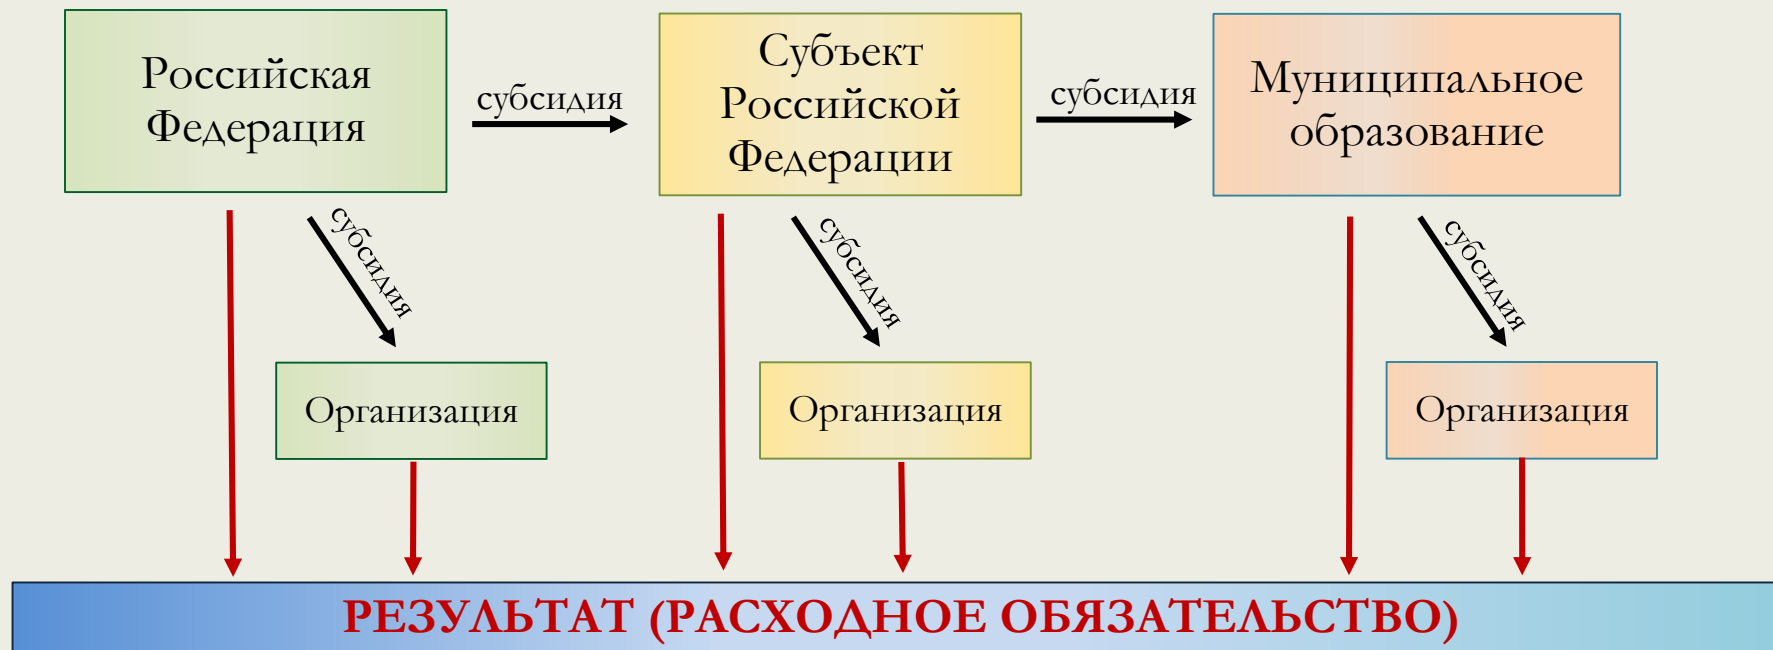 Российская
Федерация
субсидия
Субъект
Российской
Федерации
субсидия
Муниципальное
образование
субсидия
субсидия
субсидия
Организация
Организация
Организация
РЕЗУЛЬТАТ (РАСХОДНОЕ ОБЯЗАТЕЛЬСТВО)